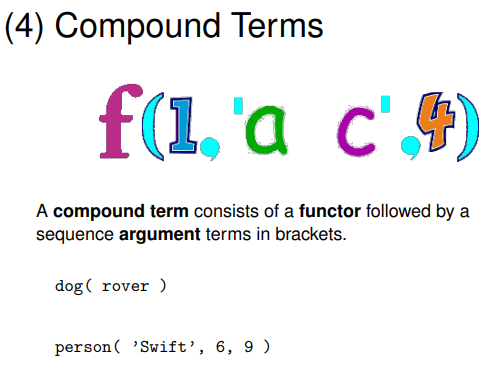 (4) Compound Terms
f(1,'a c',4)
A compound term consists of a functor followed by a
sequence argument terms in brackets.
dog( rover )
person( ’Swift’, 6, 9 )